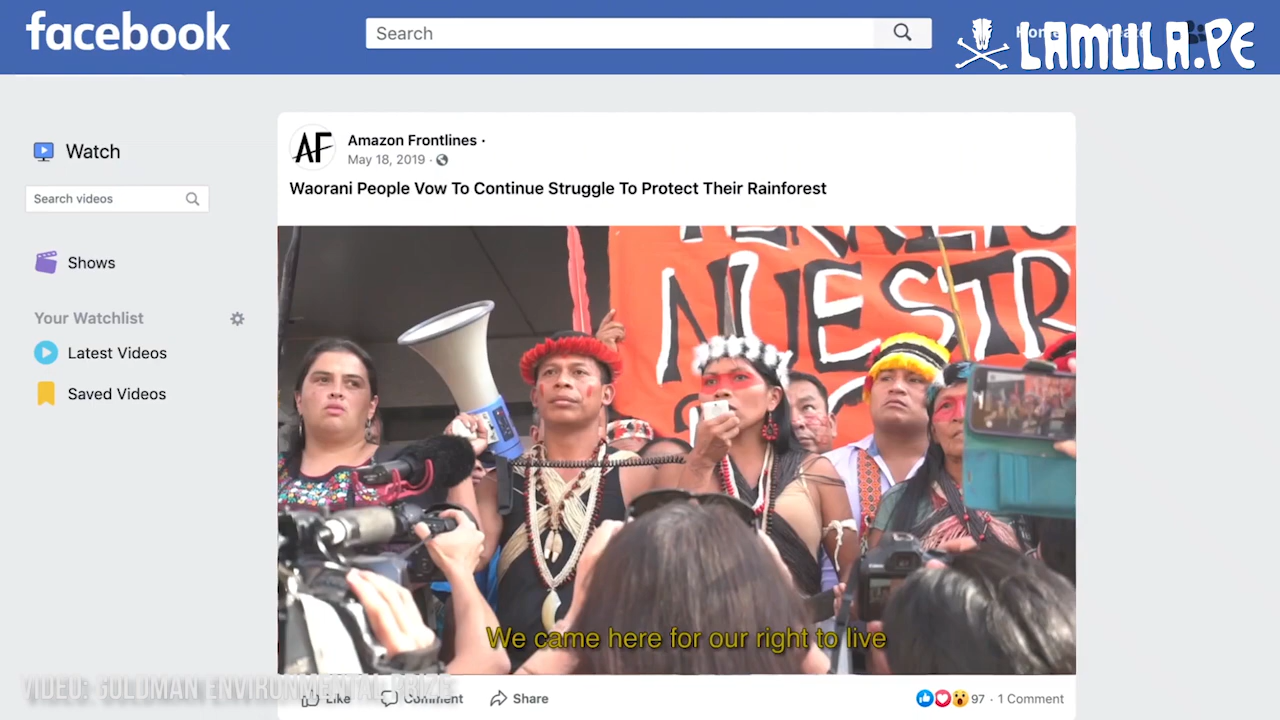 facebook
Search
LAMULA.PE
Watch
Search videos
Shows
Your Watchlist
Latest Videos
Saved Videos
AF
Amazon Frontlines ·
May 18, 2019 ·
Waorani People Vow To Continue Struggle To Protect Their Rainforest
NUESTR
We came here for our right to live
VIDEO: GOLDMAN ENVIRONMENTAL PRIZE
Like
Comment
Share
97 · 1 Comment